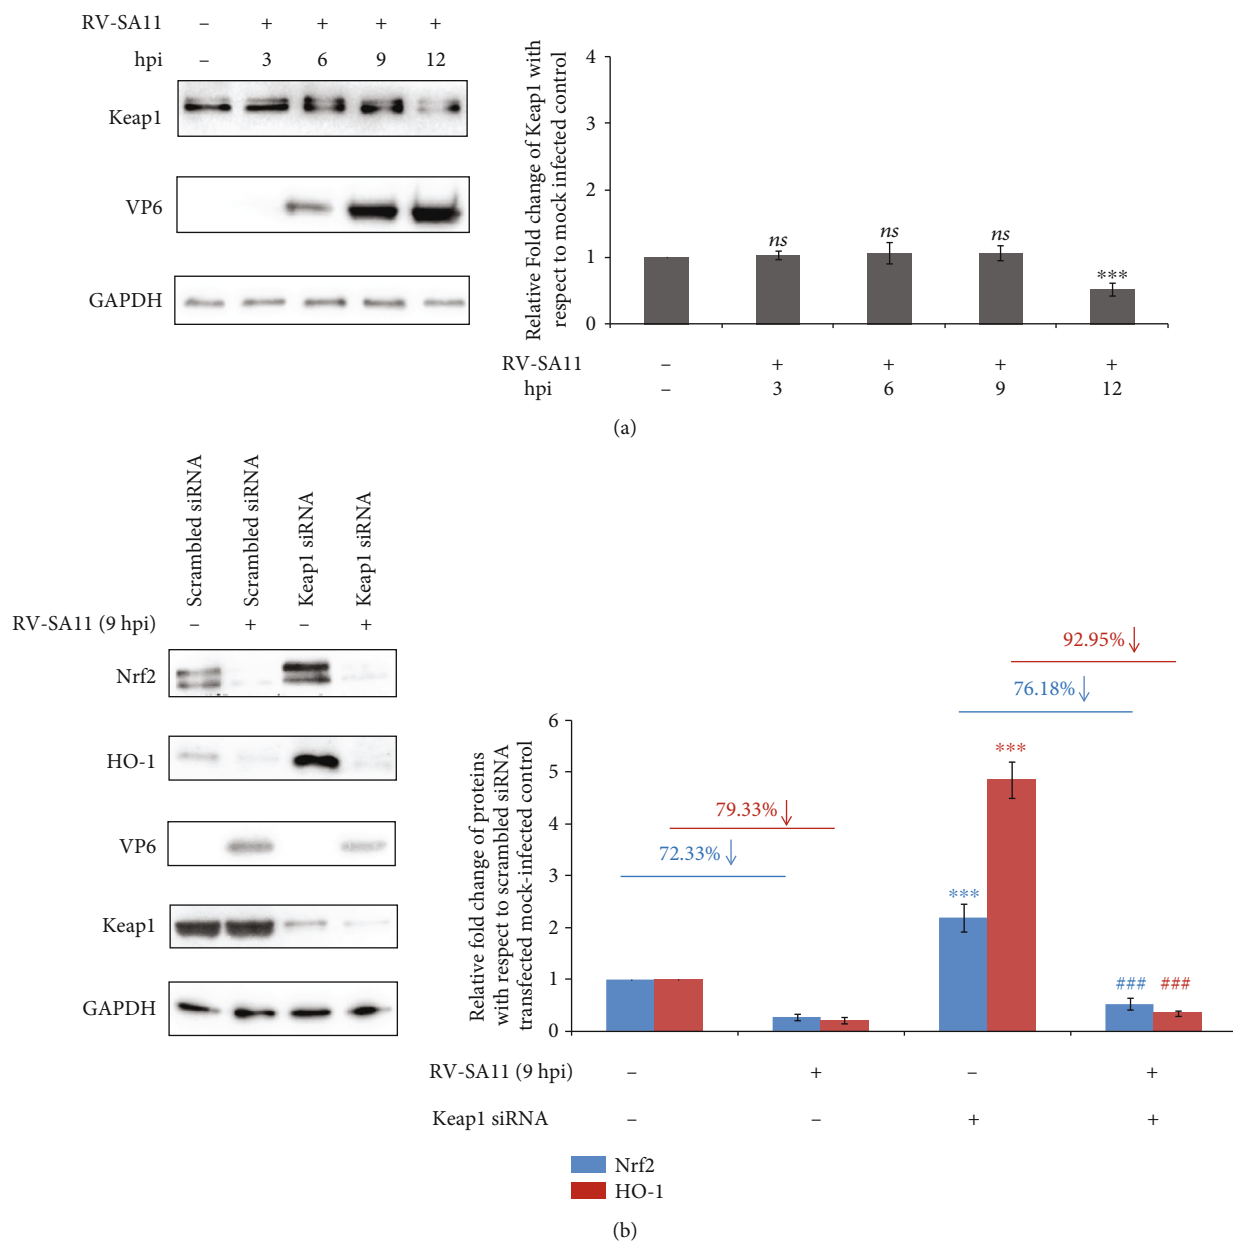 RV-SA11 – + + + +
hpi – 3 6 9 12
Keap1
VP6
GAPDH
Relative Fold change of Keap1 with
respect to mock infected control
4
3
2
1
0
ns
ns
ns
***
RV-SA11 – + + + +
hpi – 3 6 9 12
(a)
Scrambled siRNA
Scrambled siRNA
Keap1 siRNA
Keap1 siRNA
RV-SA11 (9 hpi) – + – +
Nrf2
HO-1
VP6
Keap1
GAPDH
Relative fold change of proteins
with respect to scrambled siRNA
transfected mock-infected control
6
5
4
3
2
1
0
92.95% ↓
76.18% ↓
79.33% ↓
72.33% ↓
***
***
### ###
RV-SA11 (9 hpi) – + – +
Keap1 siRNA – – + +
Nrf2
HO-1
(b)